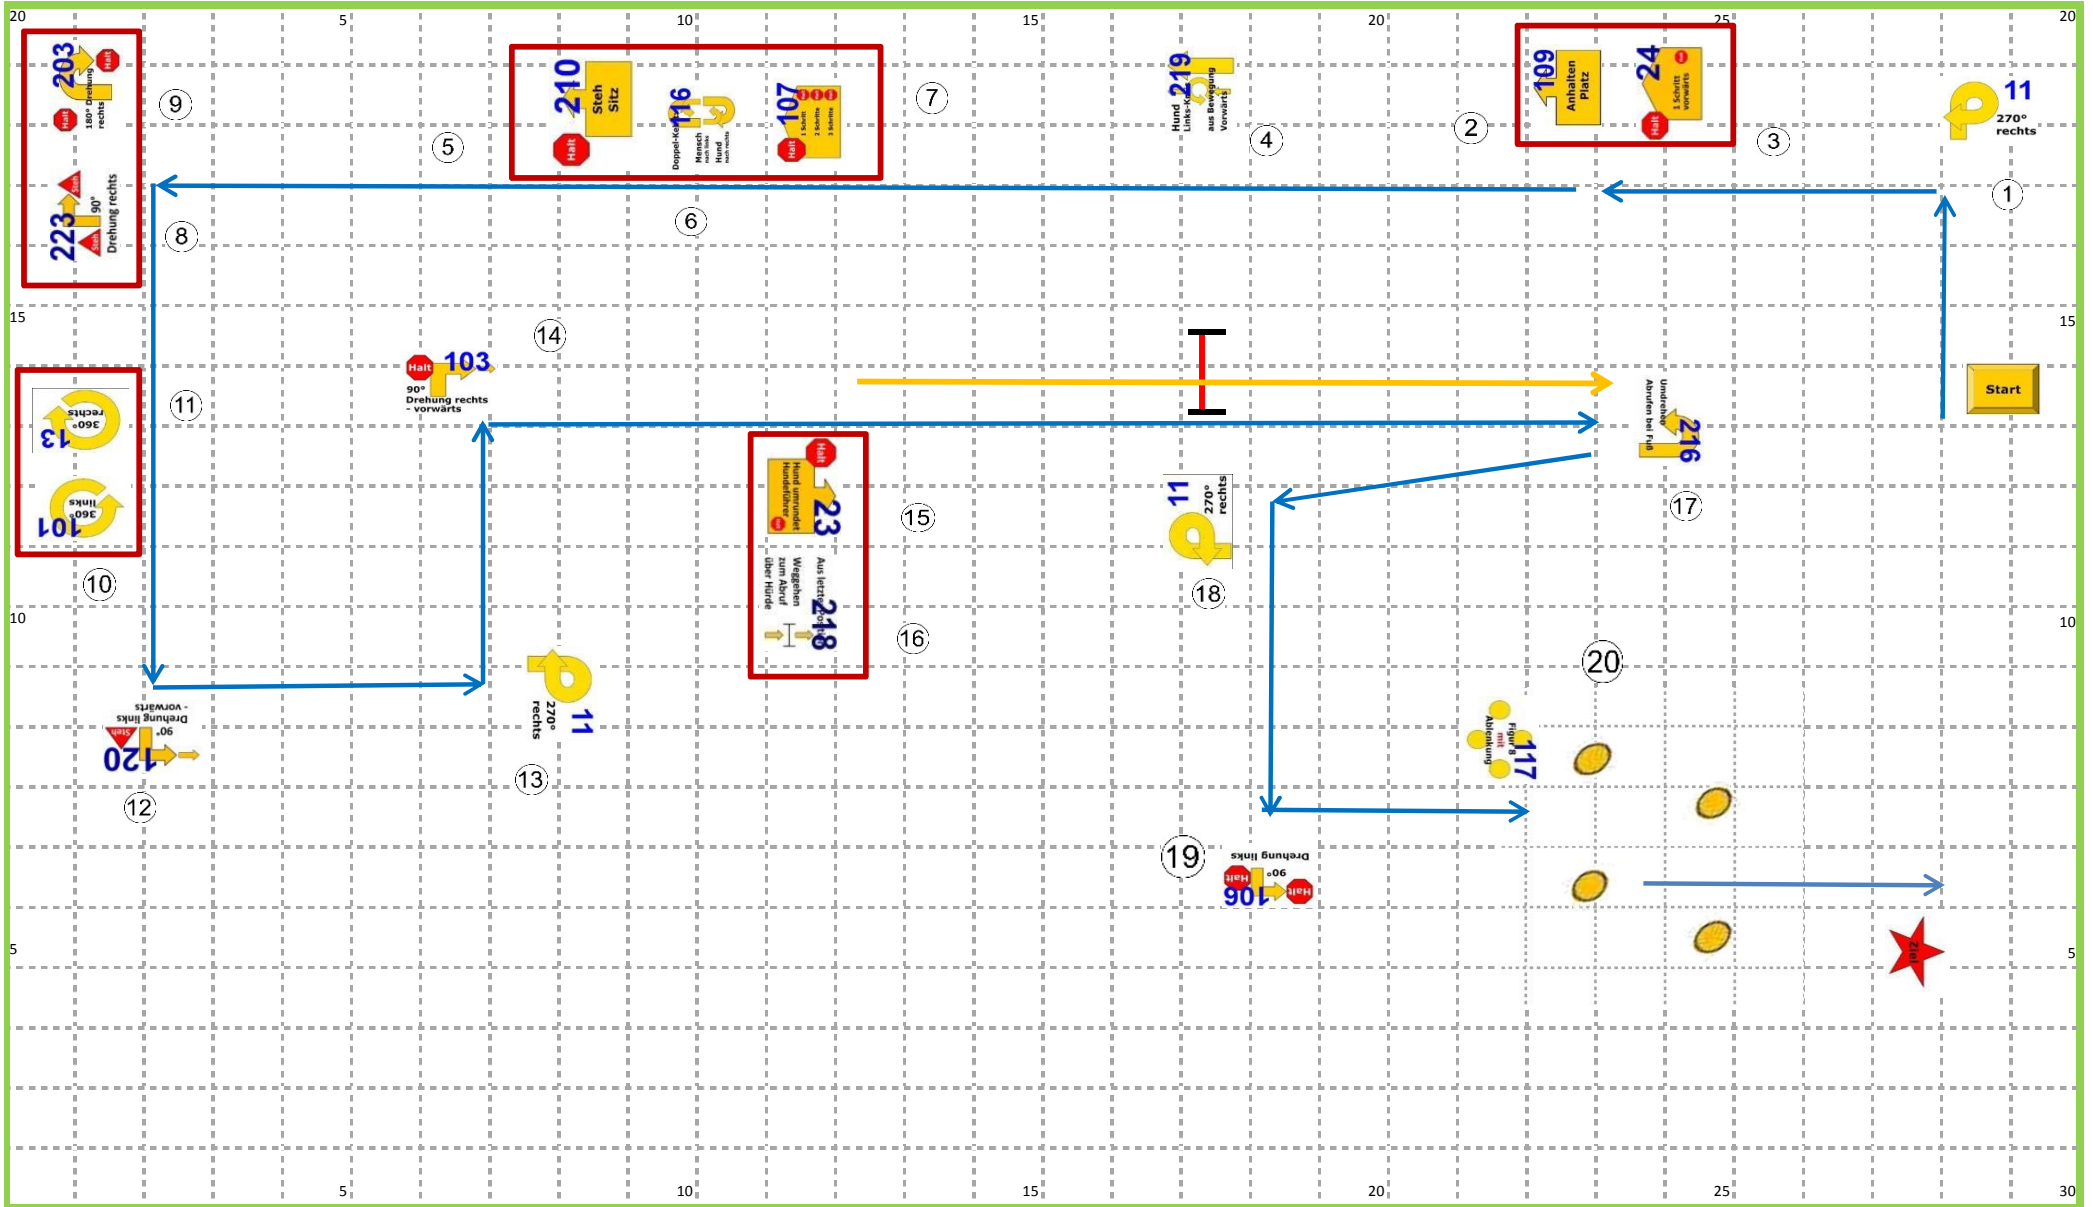 20
5
10
15
20
25
20
203
180° Drehung
rechts
Halt
Halt
9
210
Steh
Sitz
Halt
5
116
Mensch
nach links
Hund
nach rechts
107
1 Schritt
2 Schritte
3 Schritte
Halt
7
219
Hund
aus Bewegung
Vorwärts
4
2
109
Anhalten
Platz
24
1 Schritt
vorwärts
Halt
3
11
270°
rechts
1
223
Steh
Steh
90°
Drehung rechts
8
6
15
15
14
Halt
103
90°
Drehung rechts
- vorwärts
Start
11
13
360°
rechts
101
360°
links
10
Halt
Hund umrundet
Hundeführer
23
15
Weggehen
zum Abruf
über Hürde
218
16
Umdrehen
Abrufen bei Fuß
216
17
11
270°
rechts
18
10
10
120
Steh
90°
Drehung links
- vorwärts
12
11
270°
rechts
13
20
117
Figur 8
mit
Ablenkung
19
106
Halt
90°
Halt
Drehung links
5
5
Ziel
5
10
15
20
25
30